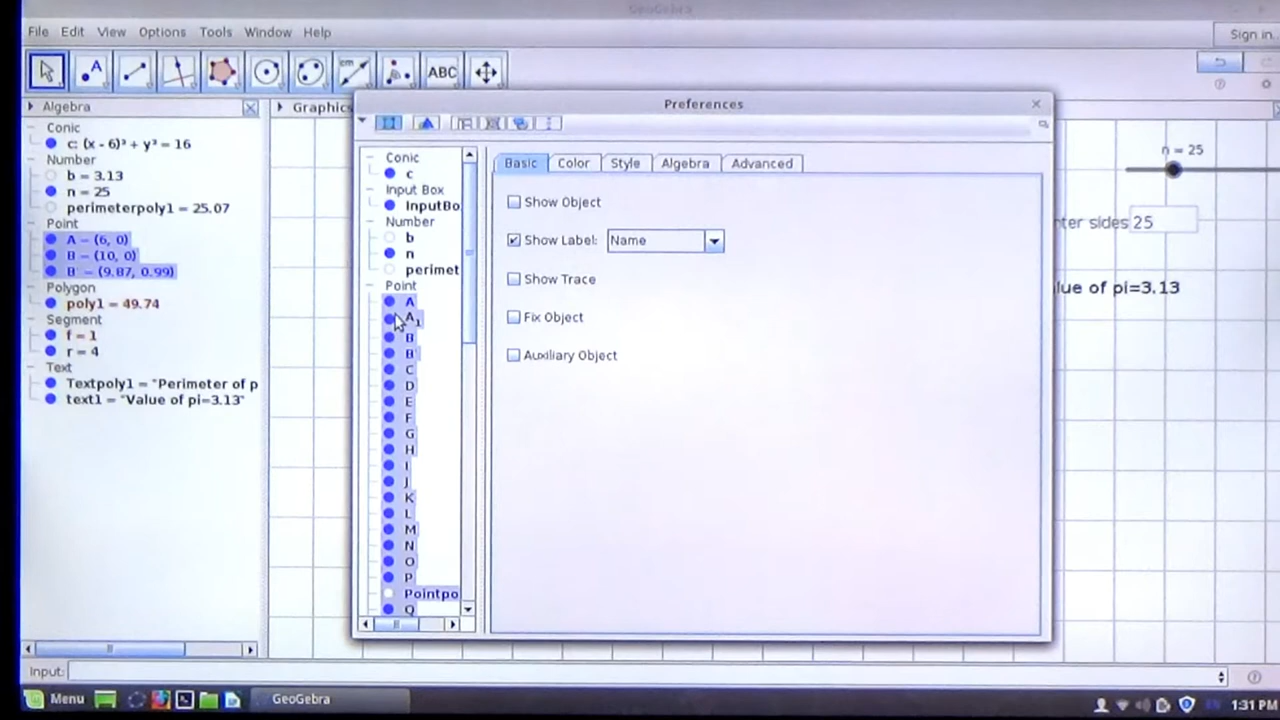 GeoGebra
File Edit View Options Tools Window Help
Sign in
cm
ABC
Algebra
Graphics
Conic
c: (x - 6)² + y² = 16
Number
b = 3.13
n = 25
perimeterpoly1 = 25.07
Point
A = (6, 0)
B = (10, 0)
B' = (9.87, 0.99)
Polygon
poly1 = 49.74
Segment
f = 1
r = 4
Text
Textpoly1 = "Perimeter of p
text1 = "Value of pi=3.13"
Preferences
Conic
c
Input Box
InputBo
Number
b
n
perimet
Point
A
A1
B
B'
C
D
E
F
G
H
I
J
K
L
M
N
O
P
Pointpo
Q
Basic Color Style Algebra Advanced
Show Object
Show Label: Name
Show Trace
Fix Object
Auxiliary Object
n = 25
nter sides 25
lue of pi=3.13
Input:
Menu
GeoGebra
1:31 PM